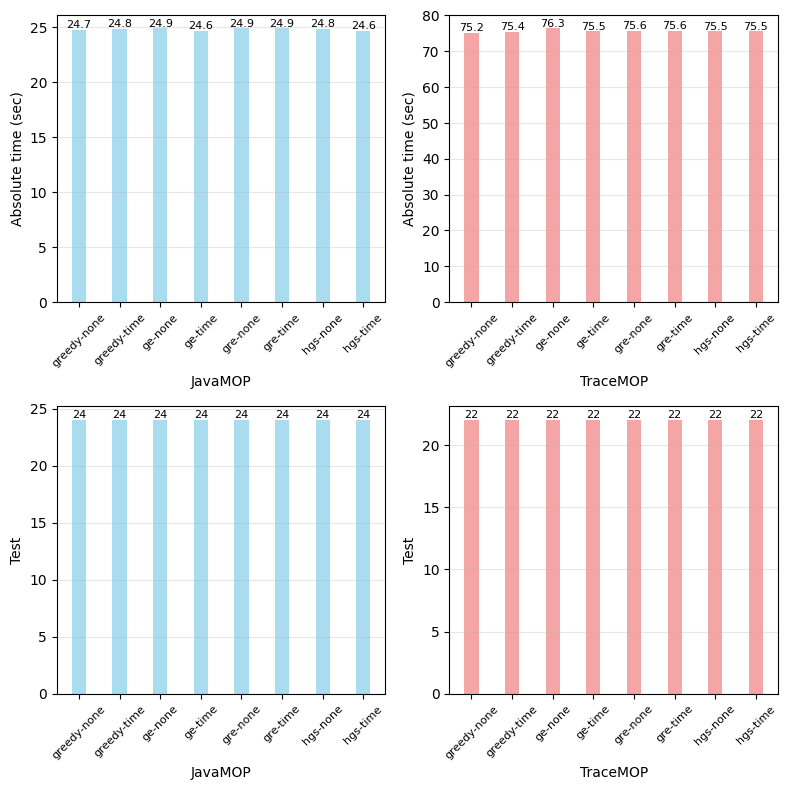 24.7 24.8 24.9 24.6 24.9 24.9 24.8 24.6
25
20
15
10
5
0
Absolute time (sec)
greedy-none greedy-time ge-none ge-time gre-none gre-time hgs-none hgs-time
JavaMOP
80
75.2 75.4 76.3 75.5 75.6 75.6 75.5 75.5
70
60
50
40
30
20
10
0
Absolute time (sec)
greedy-none greedy-time ge-none ge-time gre-none gre-time hgs-none hgs-time
TraceMOP
25
24 24 24 24 24 24 24 24
20
15
10
5
0
Test
greedy-none greedy-time ge-none ge-time gre-none gre-time hgs-none hgs-time
JavaMOP
22 22 22 22 22 22 22 22
20
15
10
5
0
Test
greedy-none greedy-time ge-none ge-time gre-none gre-time hgs-none hgs-time
TraceMOP